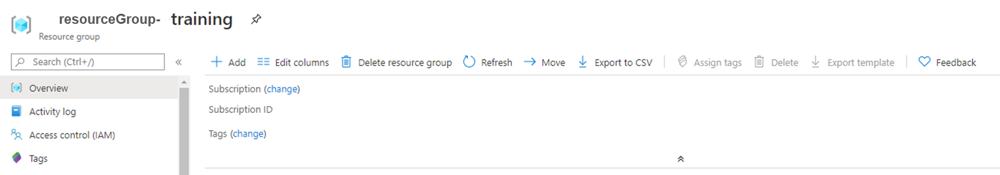 resourceGroup- training
Resource group
Search (Ctrl+/)
«
Add
Edit columns
Delete resource group
Refresh
Move
Export to CSV
Assign tags
Delete
Export template
Feedback
Overview
Activity log
Access control (IAM)
Tags
Subscription (change)
Subscription ID
Tags (change)